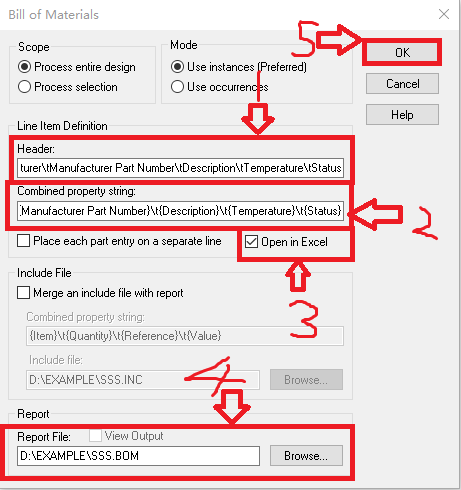 Bill of Materials
5
Scope
Process entire design
Process selection
Mode
Use instances (Preferred)
Use occurrences
OK
Cancel
Help
1
Line Item Definition
Header:
turer\tManufacturer Part Number\tDescription\tTemperature\tStatus
Combined property string:
Manufacturer Part Number}\t{Description}\t{Temperature}\t{Status}
2
Place each part entry on a separate line
Open in Excel
3
Include File
Merge an include file with report
Combined property string:
{Item}\t{Quantity}\t{Reference}\t{Value}
Include file:
D:\EXAMPLE\SSS.INC
Browse...
4
Report
Report File:
View Output
D:\EXAMPLE\SSS.BOM
Browse...